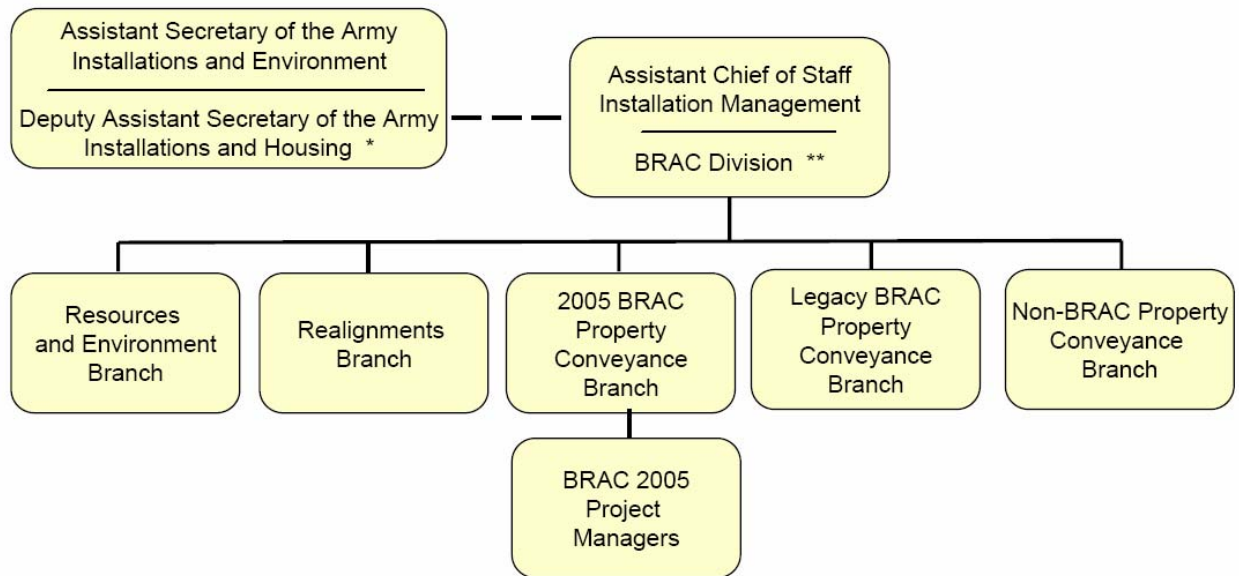 Assistant Secretary of the Army
Installations and Environment
Deputy Assistant Secretary of the Army
Installations and Housing *
Assistant Chief of Staff
Installation Management
BRAC Division **
Resources
and Environment
Branch
Realignments
Branch
2005 BRAC
Property
Conveyance
Branch
Legacy BRAC
Property
Conveyance
Branch
Non-BRAC Property
Conveyance
Branch
BRAC 2005
Project
Managers